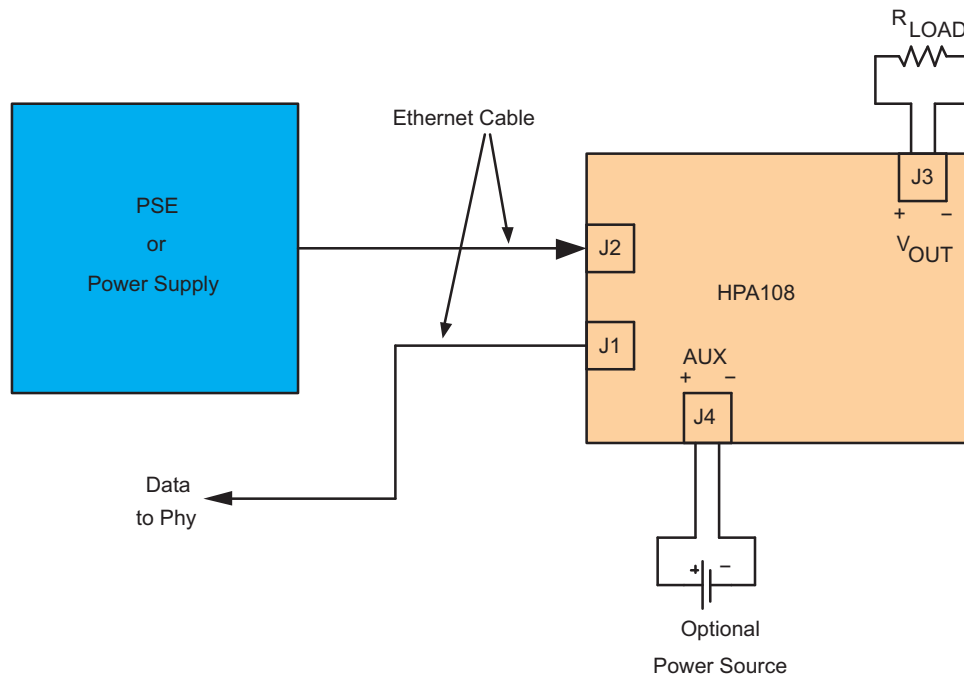 R LOAD
Ethernet Cable
PSE
or
Power Supply
J3
+ −
VOUT
J2
HPA108
J1
AUX
+ −
J4
Data
to Phy
+ −
Optional
Power Source